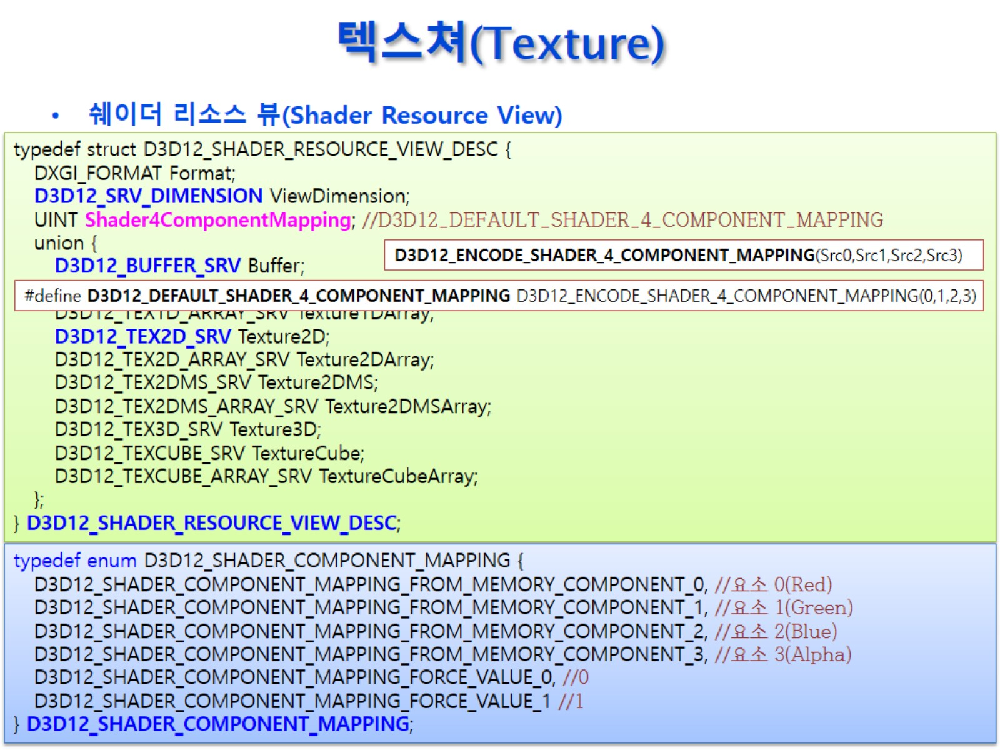 텍스쳐(Texture)
• 쉐이더 리소스 뷰(Shader Resource View)
typedef struct D3D12_SHADER_RESOURCE_VIEW_DESC {
DXGI_FORMAT Format;
D3D12_SRV_DIMENSION ViewDimension;
UINT Shader4ComponentMapping; //D3D12_DEFAULT_SHADER_4_COMPONENT_MAPPING
union {
D3D12_ENCODE_SHADER_4_COMPONENT_MAPPING(Src0,Src1,Src2,Src3)
D3D12_BUFFER_SRV Buffer;
#define D3D12_DEFAULT_SHADER_4_COMPONENT_MAPPING D3D12_ENCODE_SHADER_4_COMPONENT_MAPPING(0,1,2,3)
D3D12_TEX1D_ARRAY_SRV Texture1DArray;
D3D12_TEX2D_SRV Texture2D;
D3D12_TEX2D_ARRAY_SRV Texture2DArray;
D3D12_TEX2DMS_SRV Texture2DMS;
D3D12_TEX2DMS_ARRAY_SRV Texture2DMSArray;
D3D12_TEX3D_SRV Texture3D;
D3D12_TEXCUBE_SRV TextureCube;
D3D12_TEXCUBE_ARRAY_SRV TextureCubeArray;
};
} D3D12_SHADER_RESOURCE_VIEW_DESC;
typedef enum D3D12_SHADER_COMPONENT_MAPPING {
D3D12_SHADER_COMPONENT_MAPPING_FROM_MEMORY_COMPONENT_0, //요소 0(Red)
D3D12_SHADER_COMPONENT_MAPPING_FROM_MEMORY_COMPONENT_1, //요소 1(Green)
D3D12_SHADER_COMPONENT_MAPPING_FROM_MEMORY_COMPONENT_2, //요소 2(Blue)
D3D12_SHADER_COMPONENT_MAPPING_FROM_MEMORY_COMPONENT_3, //요소 3(Alpha)
D3D12_SHADER_COMPONENT_MAPPING_FORCE_VALUE_0, //0
D3D12_SHADER_COMPONENT_MAPPING_FORCE_VALUE_1 //1
} D3D12_SHADER_COMPONENT_MAPPING;